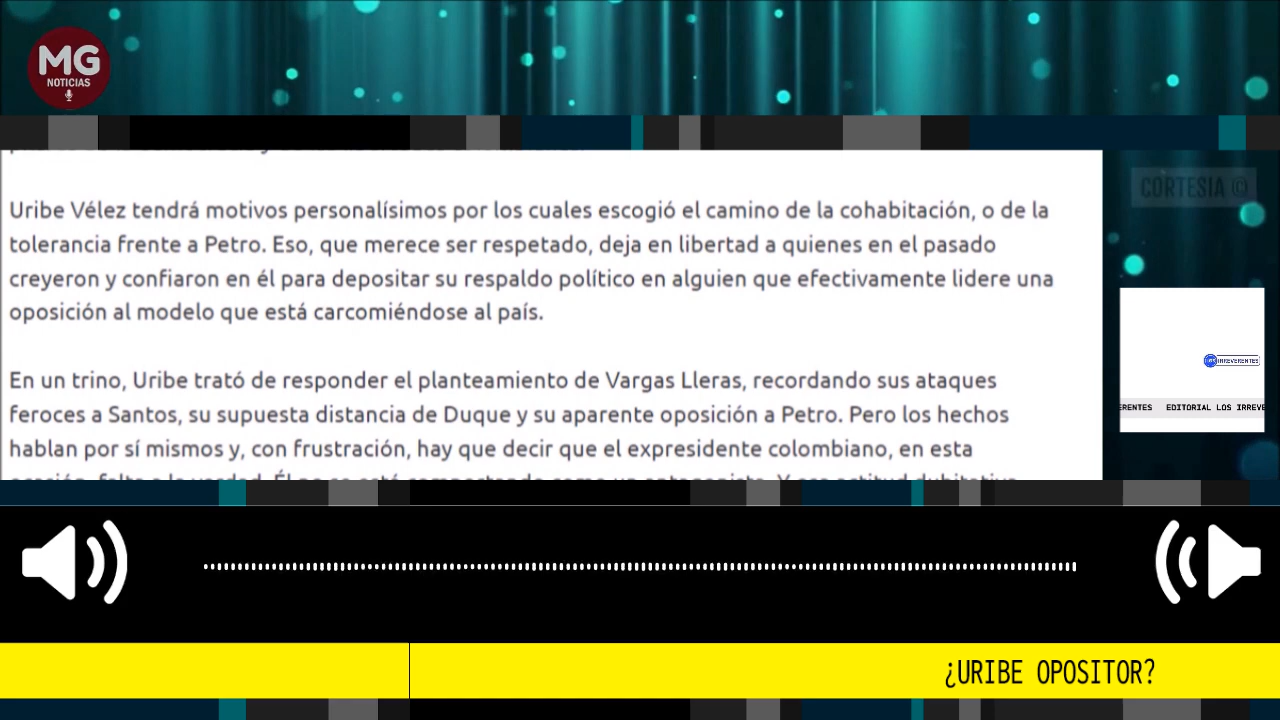 MG
NOTICIAS
CORTESIA ©
Uribe Vélez tendrá motivos personalísimos por los cuales escogió el camino de la cohabitación, o de la
tolerancia frente a Petro. Eso, que merece ser respetado, deja en libertad a quienes en el pasado
creyeron y confiaron en él para depositar su respaldo político en alguien que efectivamente lidere una
oposición al modelo que está carcomiéndose al país.
En un trino, Uribe trató de responder el planteamiento de Vargas Lleras, recordando sus ataques
feroces a Santos, su supuesta distancia de Duque y su aparente oposición a Petro. Pero los hechos
hablan por sí mismos y, con frustración, hay que decir que el expresidente colombiano, en esta
IRREVERENTES
ERENTES EDITORIAL LOS IRREVE
¿URIBE OPOSITOR?